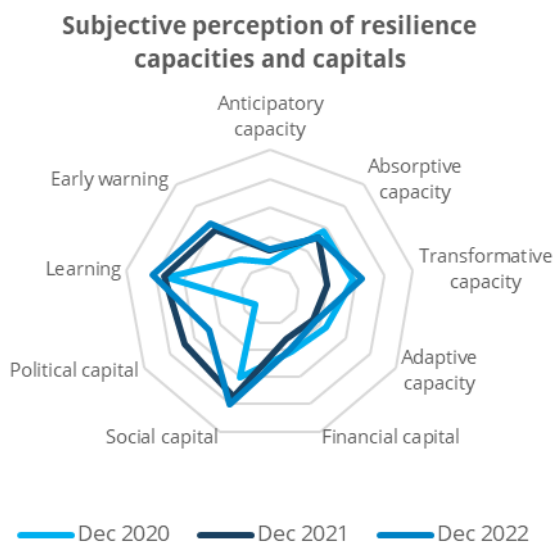 Subjective perception of resilience
capacities and capitals
Anticipatory
capacity
Absorptive
capacity
Transformative
capacity
Adaptive
capacity
Financial capital
Social capital
Political capital
Learning
Early warning
Dec 2020
Dec 2021
Dec 2022